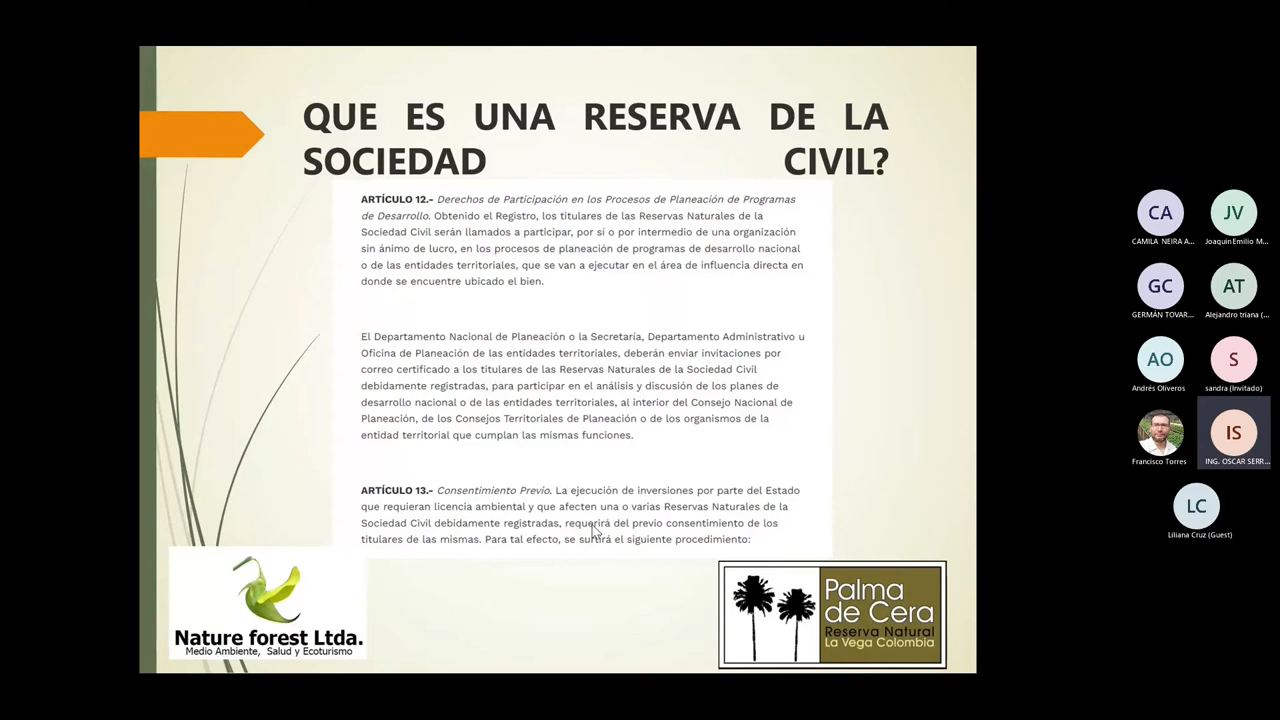 QUE ES UNA RESERVA DE LA
SOCIEDAD CIVIL?
ARTÍCULO 12.- Derechos de Participación en los Procesos de Planeación de Programas
de Desarrollo. Obtenido el Registro, los titulares de las Reservas Naturales de la
Sociedad Civil serán llamados a participar, por sí o por intermedio de una organización
sin ánimo de lucro, en los procesos de planeación de programas de desarrollo nacional
o de las entidades territoriales, que se van a ejecutar en el área de influencia directa en
donde se encuentre ubicado el bien.
El Departamento Nacional de Planeación o la Secretaría, Departamento Administrativo u
Oficina de Planeación de las entidades territoriales, deberán enviar invitaciones por
correo certificado a los titulares de las Reservas Naturales de la Sociedad Civil
debidamente registradas, para participar en el análisis y discusión de los planes de
desarrollo nacional o de las entidades territoriales, al interior del Consejo Nacional de
Planeación, de los Consejos Territoriales de Planeación o de los organismos de la
entidad territorial que cumplan las mismas funciones.
ARTÍCULO 13.- Consentimiento Previo. La ejecución de inversiones por parte del Estado
que requieran licencia ambiental y que afecten una o varias Reservas Naturales de la
Sociedad Civil debidamente registradas, requerirá del previo consentimiento de los
titulares de las mismas. Para tal efecto, se surtirá el siguiente procedimiento:
Nature forest Ltda.
Medio Ambiente, Salud y Ecoturismo
Palma
de Cera
Reserva Natural
La Vega Colombia
CA
CAMILA NEIRA A...
JV
Joaquin Emilio M...
GC
GERMÁN TOVAR...
AT
Alejandro triana (...
AO
Andrés Oliveros
S
sandra (Invitado)
Francisco Torres
IS
ING. OSCAR SERR...
LC
Liliana Cruz (Guest)